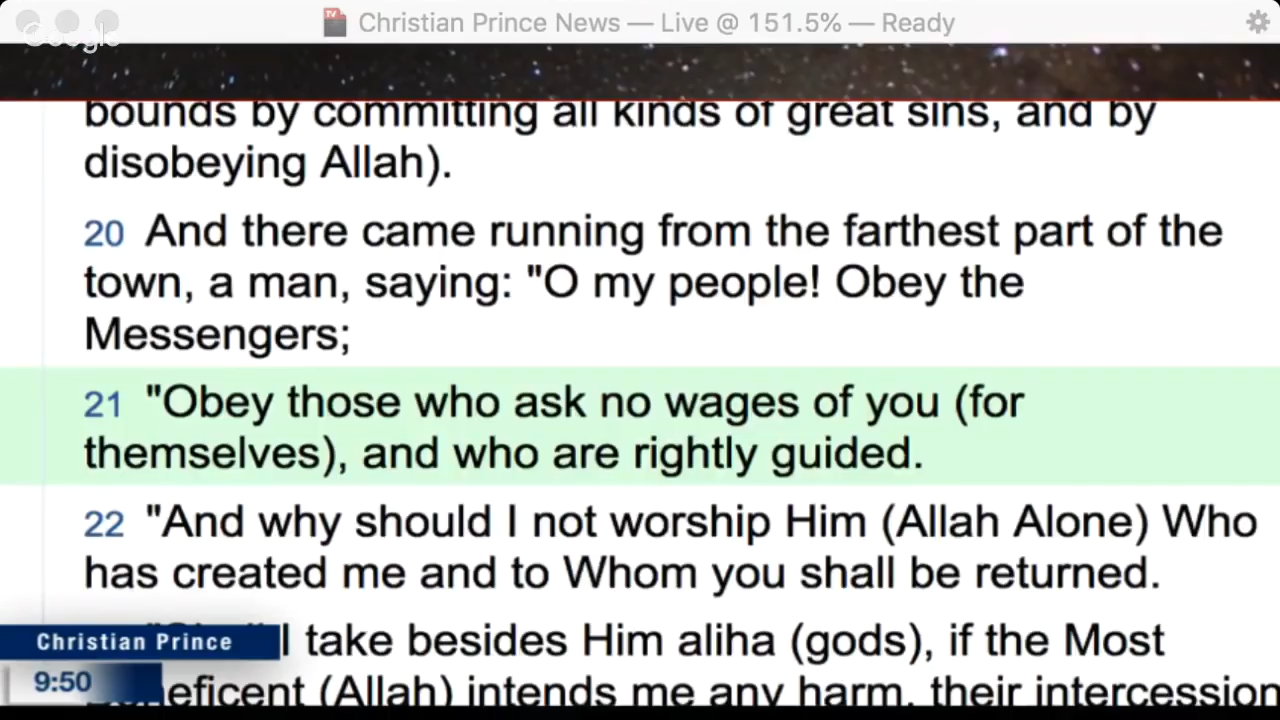 Christian Prince News — Live @ 151.5% — Ready
Google
bounds by committing all kinds of great sins, and by
disobeying Allah).
20 And there came running from the farthest part of the
town, a man, saying: "O my people! Obey the
Messengers;
21 "Obey those who ask no wages of you (for
themselves), and who are rightly guided.
22 "And why should I not worship Him (Allah Alone) Who
has created me and to Whom you shall be returned.
I take besides Him aliha (gods), if the Most
(Allah) intends me any harm, their intercession
Christian Prince
9:50